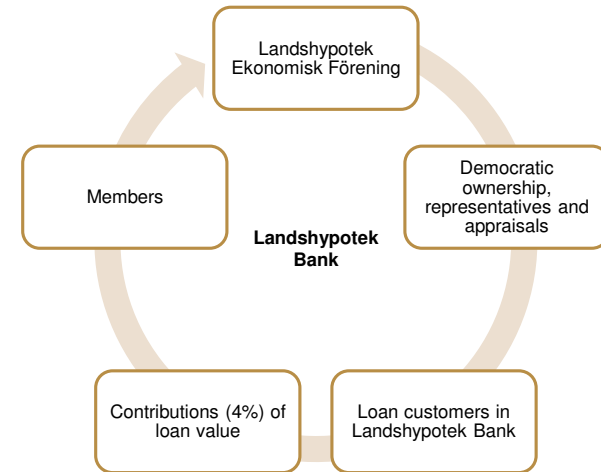 Landshypotek
Ekonomisk Förening
Democratic
ownership,
representatives and
appraisals
Members
Landshypotek
Bank
Contributions (4%) of
loan value
Loan customers in
Landshypotek Bank